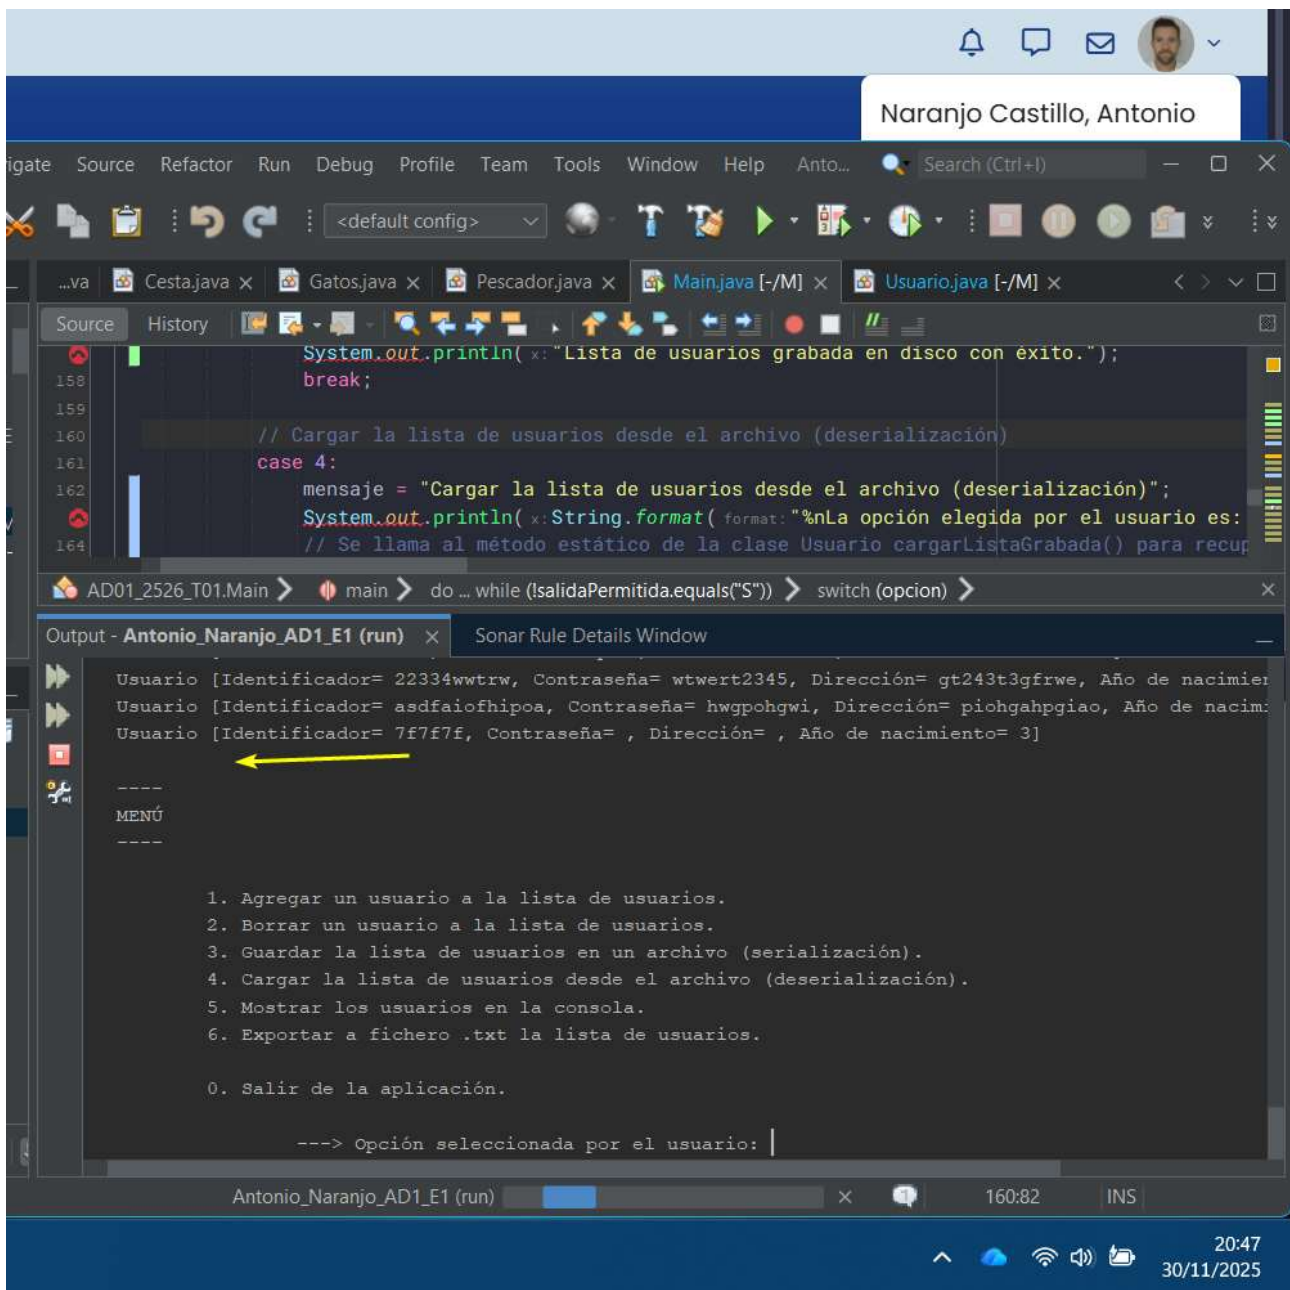 Naranjo Castillo, Antonio
Source Refactor Run Debug Profile Team Tools Window Help Anto... Search (Ctrl+I)
<default config>
...va Cesta.java Gatos.java Pescador.java Main.java [-/M] Usuario.java [-/M]
Source History
System.out.println( x: "Lista de usuarios grabada en disco con éxito.");
158 break;
159
160 // Cargar la lista de usuarios desde el archivo (deserialización)
161 case 4:
162 mensaje = "Cargar la lista de usuarios desde el archivo (deserialización)";
System.out.println( x: String.format( format: "%nLa opción elegida por el usuario es:
164 // Se llama al método estático de la clase Usuario cargarListaGrabada() para recup
AD01_2526_T01.Main main do ... while (!salidaPermitida.equals("S")) switch (opcion)
Output - Antonio_Naranjo_AD1_E1 (run) Sonar Rule Details Window
Usuario [Identificador= 22334wwtrw, Contraseña= wtwert2345, Dirección= gt243t3gfrwe, Año de nacimien
Usuario [Identificador= asdfaiofhipoa, Contraseña= hwgpohgwi, Dirección= piohgahpgiao, Año de nacim
Usuario [Identificador= 7f7f7f, Contraseña= , Dirección= , Año de nacimiento= 3]
----
MENÚ
----
1. Agregar un usuario a la lista de usuarios.
2. Borrar un usuario a la lista de usuarios.
3. Guardar la lista de usuarios en un archivo (serialización).
4. Cargar la lista de usuarios desde el archivo (deserialización).
5. Mostrar los usuarios en la consola.
6. Exportar a fichero .txt la lista de usuarios.
0. Salir de la aplicación.
---> Opción seleccionada por el usuario:
Antonio_Naranjo_AD1_E1 (run) 1 160:82 INS
20:47
30/11/2025